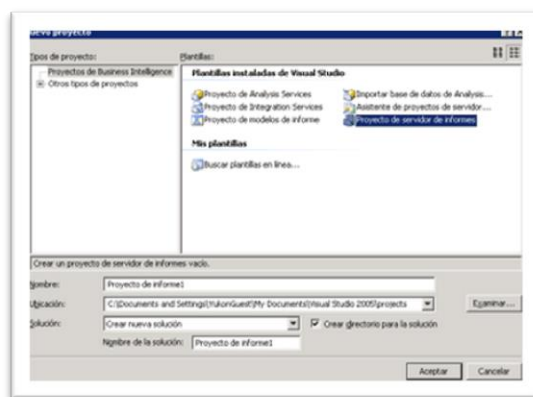 Nuevo proyecto
Tipos de proyecto:
Plantillas:
Proyectos de Business Intelligence
Otros tipos de proyectos
Plantillas instaladas de Visual Studio
Proyecto de Analysis Services
Importar base de datos de Analysis...
Proyecto de Integration Services
Asistente de proyectos de servidor...
Proyecto de modelos de informe
Proyecto de servidor de informes
Mis plantillas
Buscar plantillas en línea...
Crear un proyecto de servidor de informes vacío.
Nombre:
Proyecto de informe1
Ubicación:
C:\Documents and Settings\YukonGuest\My Documents\Visual Studio 2005\projects
Examinar...
Solución:
Crear nueva solución
Crear directorio para la solución
Nombre de la solución:
Proyecto de informe1
Aceptar
Cancelar